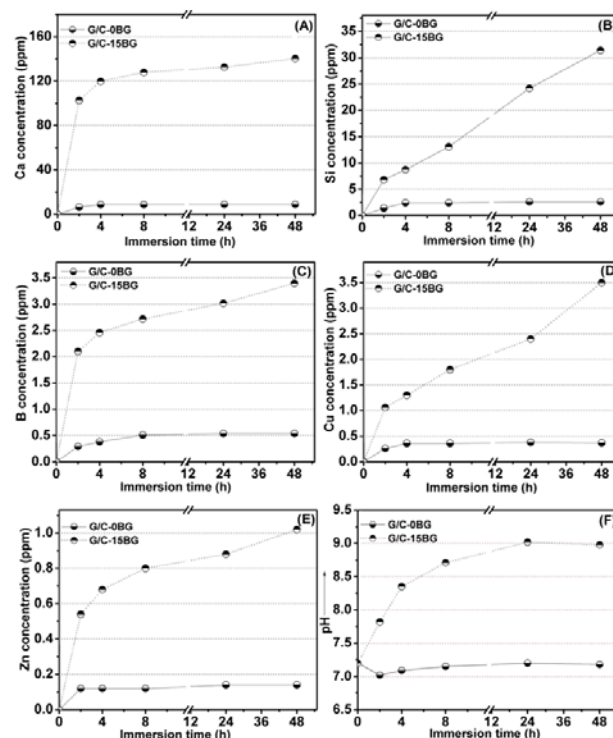 (A)
G/C-0BG
G/C-15BG
Ca concentration (ppm)
160
120
80
40
0
0 4 8 12 24 36 48
Immersion time (h)
(B)
G/C-0BG
G/C-15BG
Si concentration (ppm)
35
30
25
20
15
10
5
0
0 4 8 12 24 36 48
Immersion time (h)
(C)
G/C-0BG
G/C-15BG
B concentration (ppm)
3.5
3.0
2.5
2.0
1.5
1.0
0.5
0.0
0 4 8 12 24 36 48
Immersion time (h)
(D)
G/C-0BG
G/C-15BG
Cu concentration (ppm)
3.5
3.0
2.5
2.0
1.5
1.0
0.5
0.0
0 4 8 12 24 36 48
Immersion time (h)
(E)
G/C-0BG
G/C-15BG
Zn concentration (ppm)
1.0
0.8
0.6
0.4
0.2
0.0
0 4 8 12 24 36 48
Immersion time (h)
(F)
G/C-0BG
G/C-15BG
pH
9.5
9.0
8.5
8.0
7.5
7.0
6.5
0 4 8 12 24 36 48
Immersion time (h)